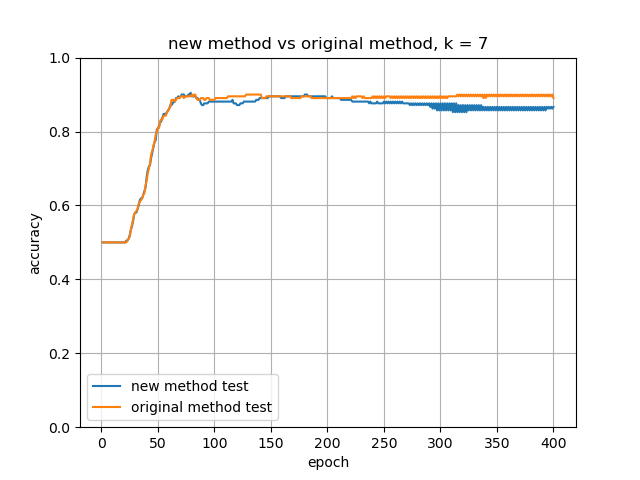 new method vs original method, k = 7
1.0
0.8
0.6
0.4
0.2
0.0
accuracy
new method test
original method test
0 50 100 150 200 250 300 350 400
epoch